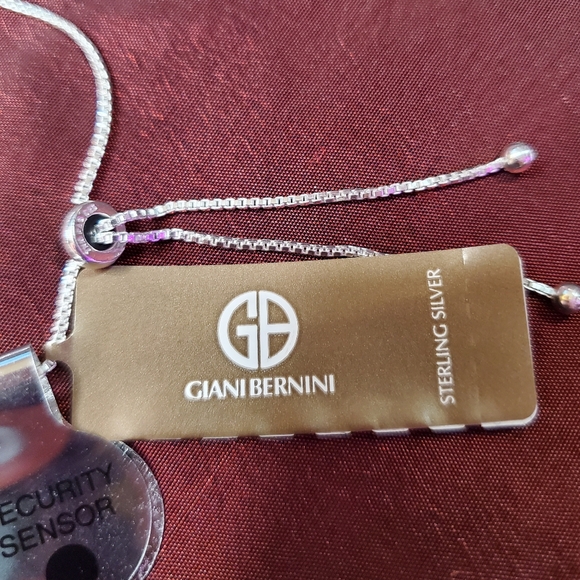 GB
GIANI BERNINI
STERLING SILVER
ECURITY
SENSOR